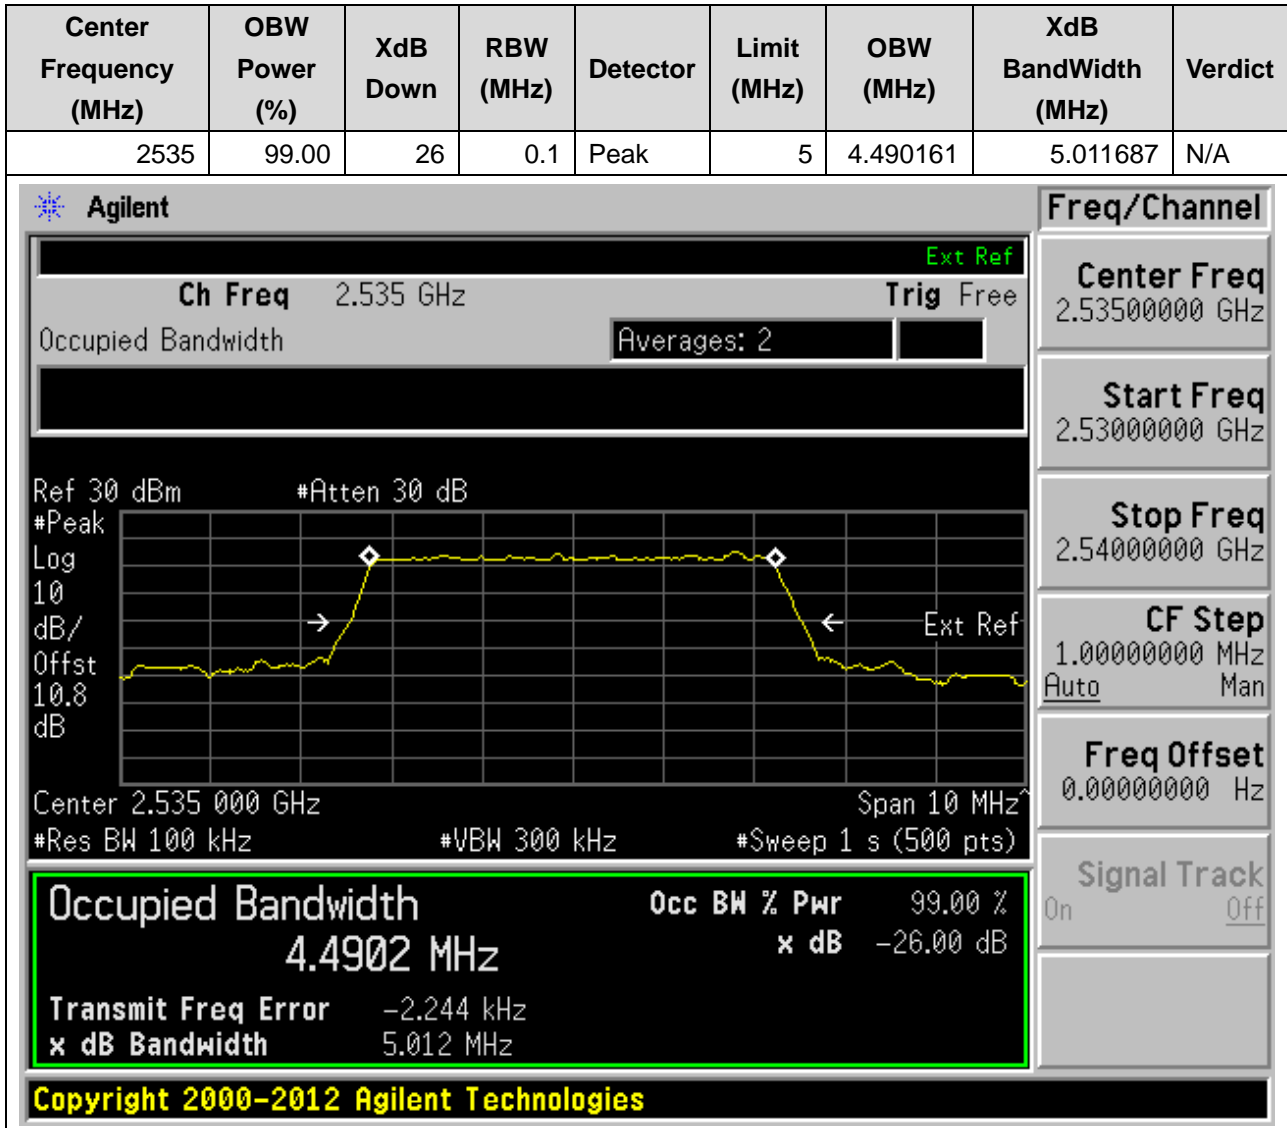 Center Frequency (MHz) OBW Power (%) XdB Down RBW (MHz) Detector Limit (MHz) OBW (MHz) XdB BandWidth (MHz) Verdict
2535 99.00 26 0.1 Peak 5 4.490161 5.011687 N/A
Agilent
Freq/Channel
Ext Ref
Ch Freq 2.535 GHz Trig Free
Occupied Bandwidth Averages: 2
Center Freq
2.53500000 GHz
Start Freq
2.53000000 GHz
Stop Freq
2.54000000 GHz
CF Step
1.00000000 MHz
Auto Man
Freq Offset
0.00000000 Hz
Signal Track
On Off
Ref 30 dBm #Atten 30 dB
#Peak
Log
10
dB/
Offst
10.8
dB
Ext Ref
Center 2.535 000 GHz Span 10 MHz^
#Res BW 100 kHz #VBW 300 kHz #Sweep 1 s (500 pts)
Occupied Bandwidth
4.4902 MHz
Occ BW % Pwr 99.00 %
x dB -26.00 dB
Transmit Freq Error -2.244 kHz
x dB Bandwidth 5.012 MHz
Copyright 2000-2012 Agilent Technologies